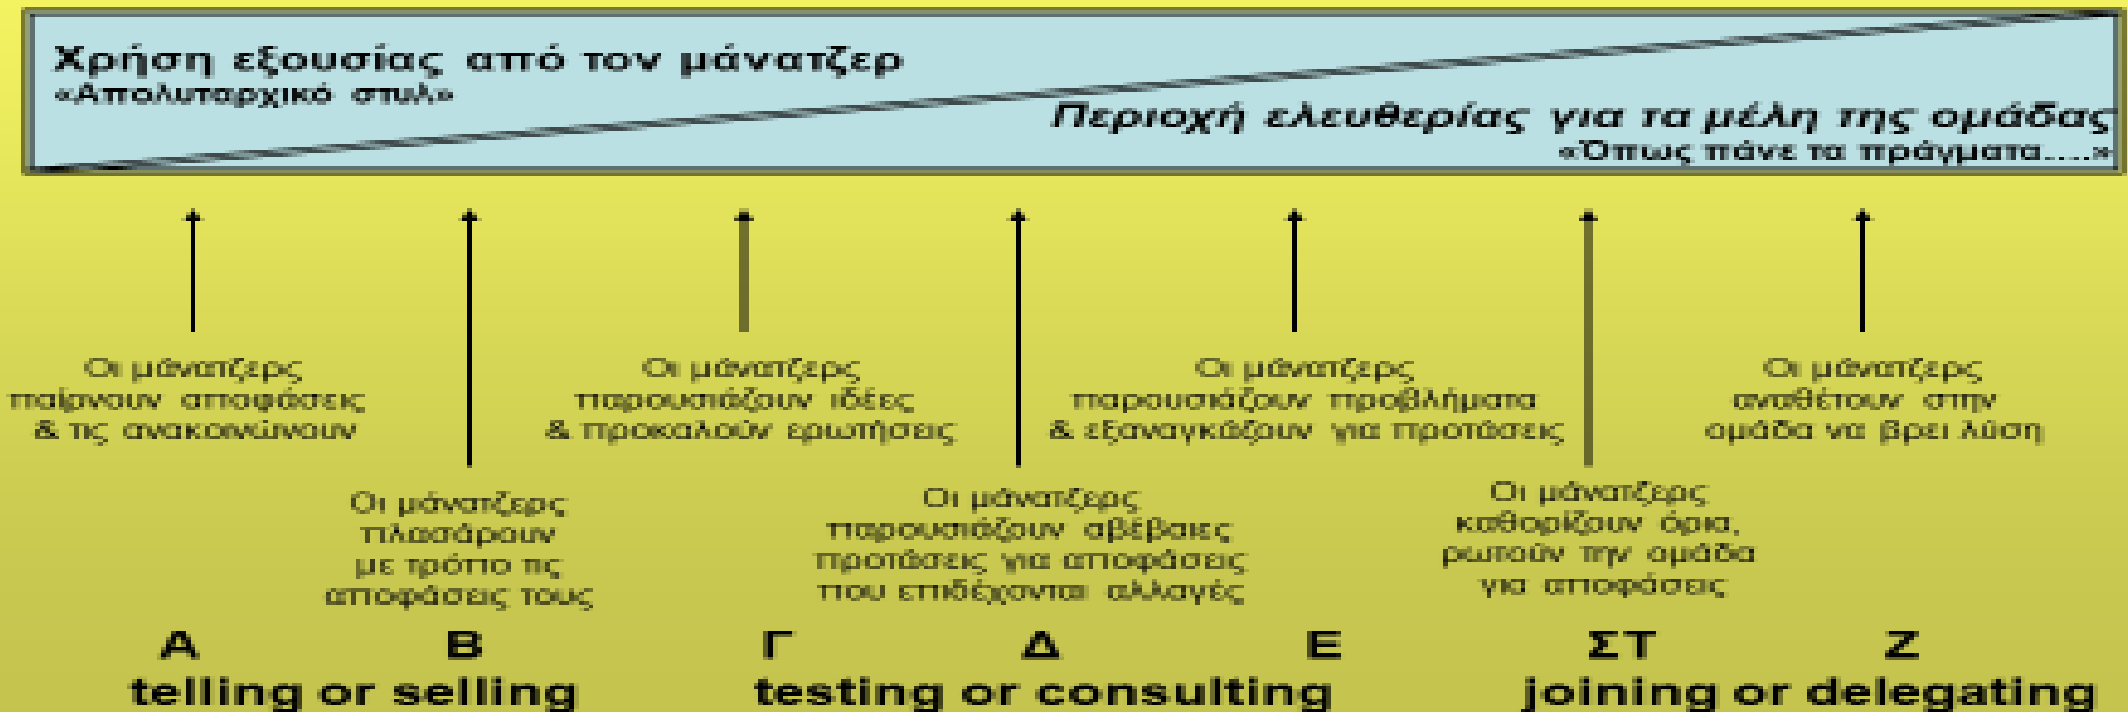 Χρήση εξουσίας από τον μάνατζερ
«Απολυταρχικό στυλ»
Περιοχή ελευθερίας για τα μέλη της ομάδας
«Όπως πάνε τα πράγματα.....»
Οι μάνατζερς
παίρνουν αποφάσεις
& τις ανακοινώνουν
Οι μάνατζερς
πλασάρουν
με τρόπο τις
αποφάσεις τους
Οι μάνατζερς
παρουσιάζουν ιδέες
& προκαλούν ερωτήσεις
Οι μάνατζερς
παρουσιάζουν αβέβαιες
προτάσεις για αποφάσεις
που επιδέχονται αλλαγές
Οι μάνατζερς
παρουσιάζουν προβλήματα
& εξαναγκάζουν για προτάσεις
Οι μάνατζερς
καθορίζουν όρια,
ρωτούν την ομάδα
για αποφάσεις
Οι μάνατζερς
αναθέτουν στην
ομάδα να βρει λύση
Α Β Γ Δ Ε ΣΤ Ζ
telling or selling testing or consulting joining or delegating